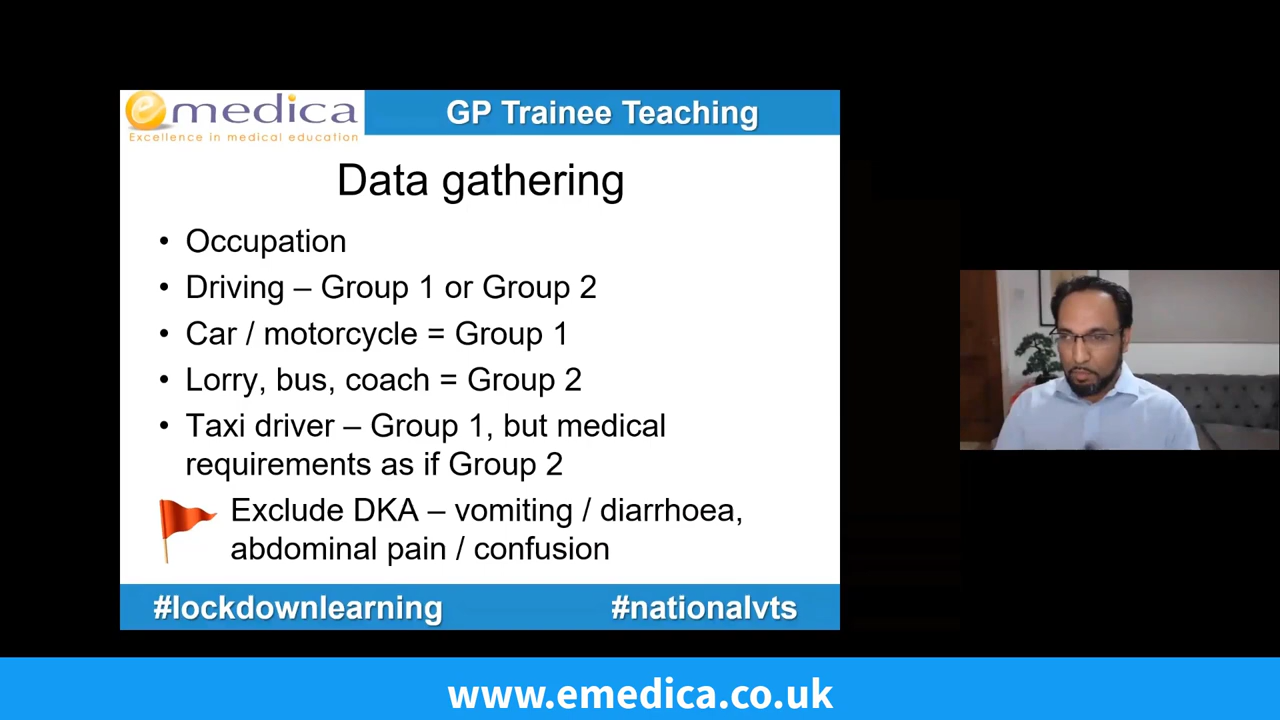 emedica
Excellence in medical education
GP Trainee Teaching
Data gathering
• Occupation
• Driving – Group 1 or Group 2
• Car / motorcycle = Group 1
• Lorry, bus, coach = Group 2
• Taxi driver – Group 1, but medical
requirements as if Group 2
Exclude DKA – vomiting / diarrhoea,
abdominal pain / confusion
#lockdownlearning
#nationalvts
www.emedica.co.uk